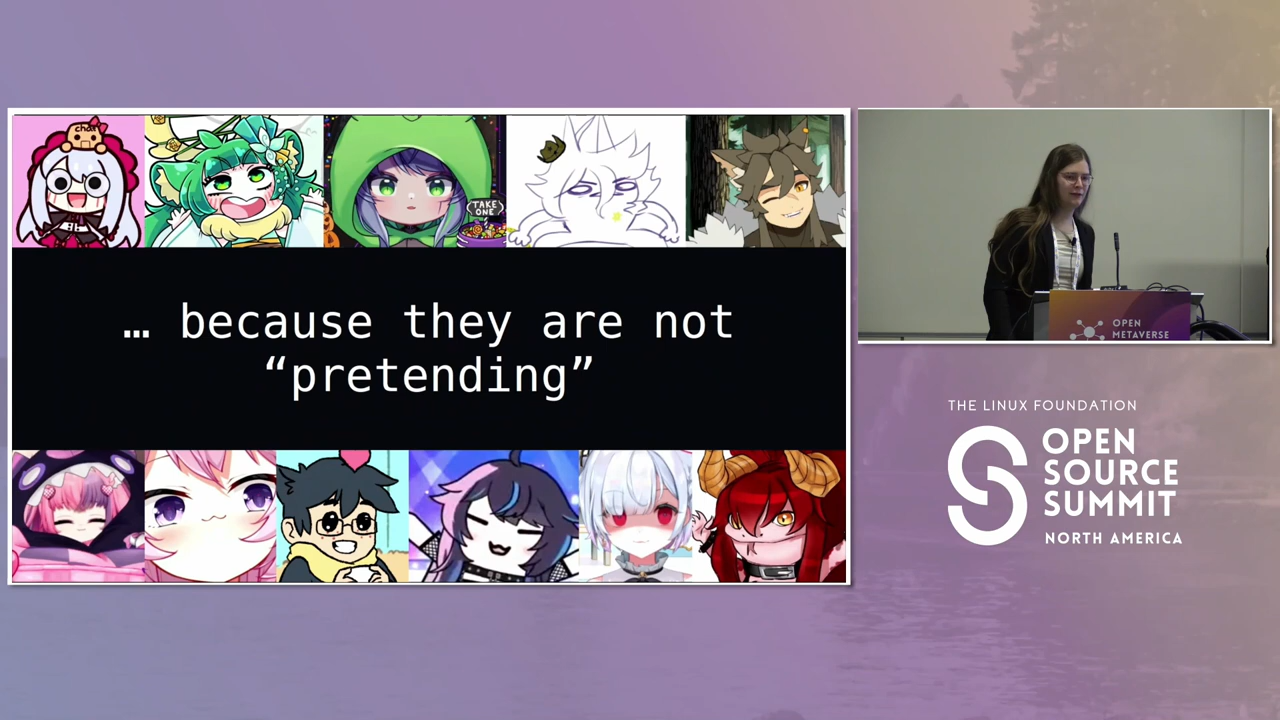 chat
TAKE
ONE
… because they are not
“pretending”
OPEN
METAVERSE
THE LINUX FOUNDATION
OPEN
SOURCE
SUMMIT
NORTH AMERICA